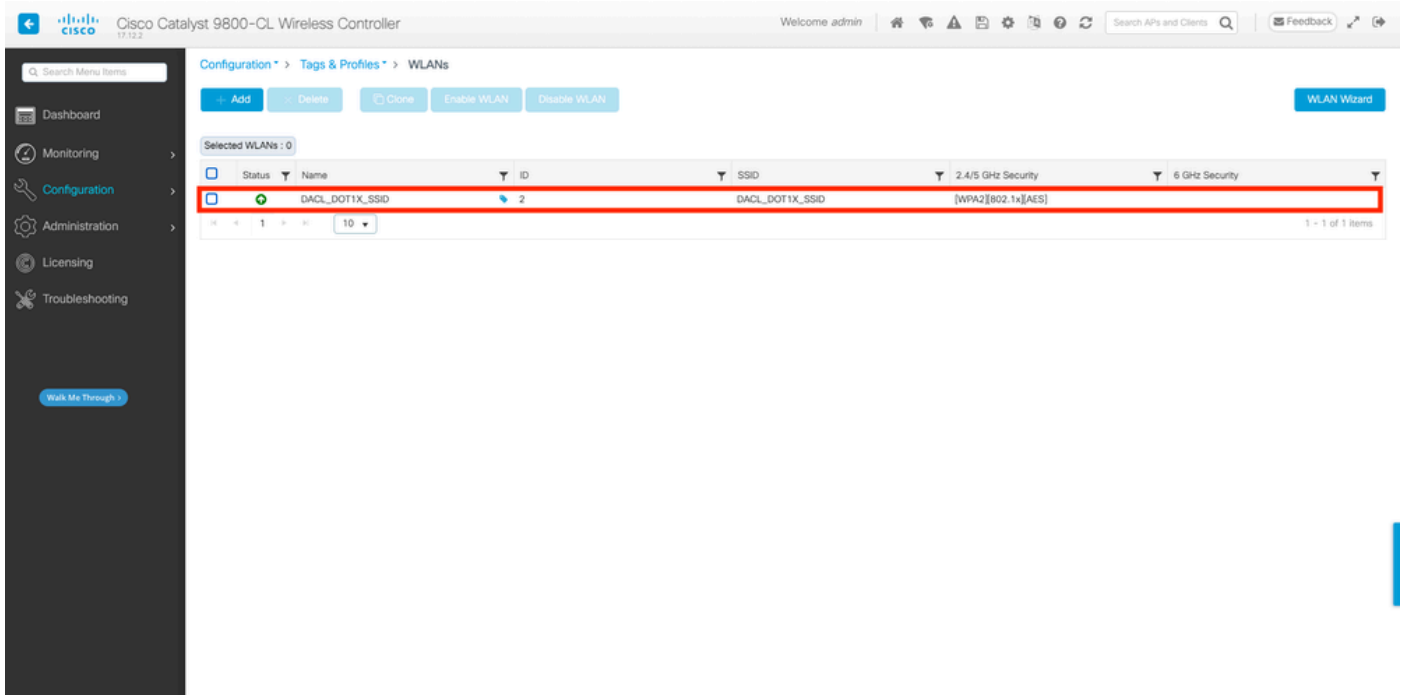 CISCO
Cisco Catalyst 9800-CL Wireless Controller
17.12.2
Welcome admin
Search APs and Clients
Feedback
Search Menu Items
Dashboard
Monitoring
Configuration
Administration
Licensing
Troubleshooting
Walk Me Through >
Configuration > Tags & Profiles > WLANs
+ Add × Delete Clone Enable WLAN Disable WLAN WLAN Wizard
Selected WLANs : 0
Status Name ID SSID 2.4/5 GHz Security 6 GHz Security
DACL_DOT1X_SSID 2 DACL_DOT1X_SSID [WPA2][802.1x][AES]
1 10 1 - 1 of 1 items